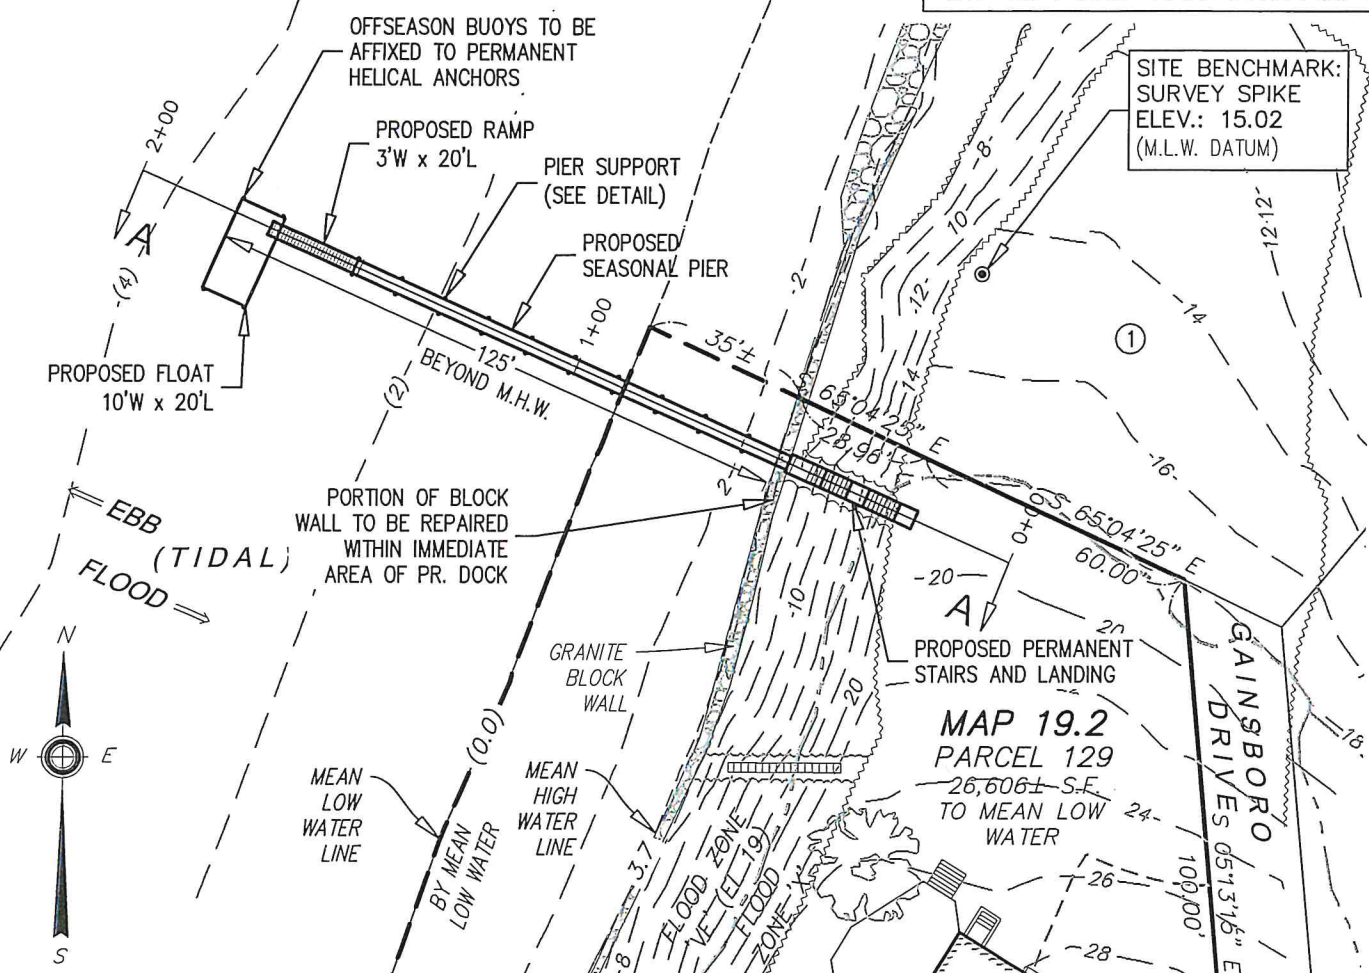 OFFSEASON BUOYS TO BE
AFFIXED TO PERMANENT
HELICAL ANCHORS
SITE BENCHMARK:
SURVEY SPIKE
ELEV.: 15.02
(M.L.W. DATUM)
2+00
PROPOSED RAMP
3'W x 20'L
PIER SUPPORT
(SEE DETAIL)
PROPOSED
SEASONAL PIER
A
(4)
8
10
12
14
12
12
14
1
16
2
1+00
35'±
125'
BEYOND M.H.W.
(2)
PROPOSED FLOAT
10'W x 20'L
65°04'25" E
28.98'
S 65°04'25" E
60.00'
0+00
2
EBB
(TIDAL)
FLOOD
PORTION OF BLOCK
WALL TO BE REPAIRED
WITHIN IMMEDIATE
AREA OF PR. DOCK
10
20
A
20
PROPOSED PERMANENT
STAIRS AND LANDING
GRANITE
BLOCK
WALL
20
MAP 19.2
PARCEL 129
26,606± S.F.
TO MEAN LOW
WATER
GAINSBORO
DRIVE
S 05°13'15" E
100.00'
18
24
26
28
N
W
E
S
(0.0)
MEAN
LOW
WATER
LINE
MEAN
HIGH
WATER
LINE
BY MEAN
LOW WATER
3.7
8
FLOOD ZONE
'VE' (El 19)
FLOOD
ZONE 'X'